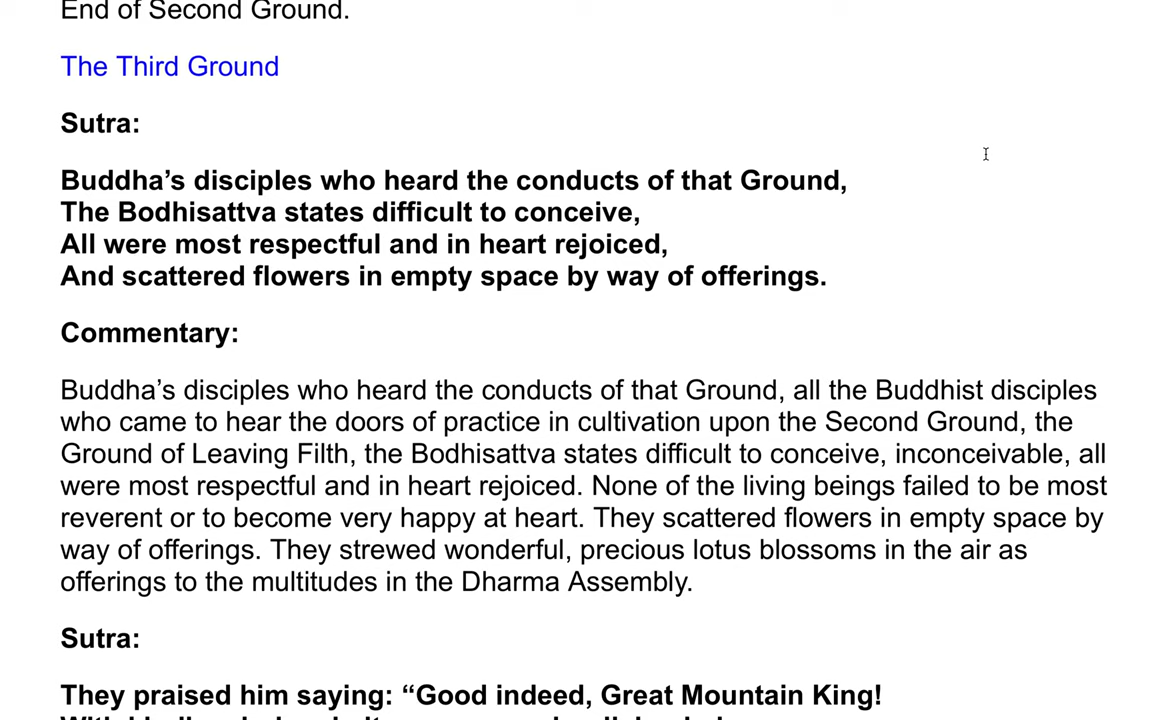 End of Second Ground.
The Third Ground
Sutra:
Buddha’s disciples who heard the conducts of that Ground,
The Bodhisattva states difficult to conceive,
All were most respectful and in heart rejoiced,
And scattered flowers in empty space by way of offerings.
Commentary:
Buddha’s disciples who heard the conducts of that Ground, all the Buddhist disciples
who came to hear the doors of practice in cultivation upon the Second Ground, the
Ground of Leaving Filth, the Bodhisattva states difficult to conceive, inconceivable, all
were most respectful and in heart rejoiced. None of the living beings failed to be most
reverent or to become very happy at heart. They scattered flowers in empty space by
way of offerings. They strewed wonderful, precious lotus blossoms in the air as
offerings to the multitudes in the Dharma Assembly.
Sutra:
They praised him saying: “Good indeed, Great Mountain King!